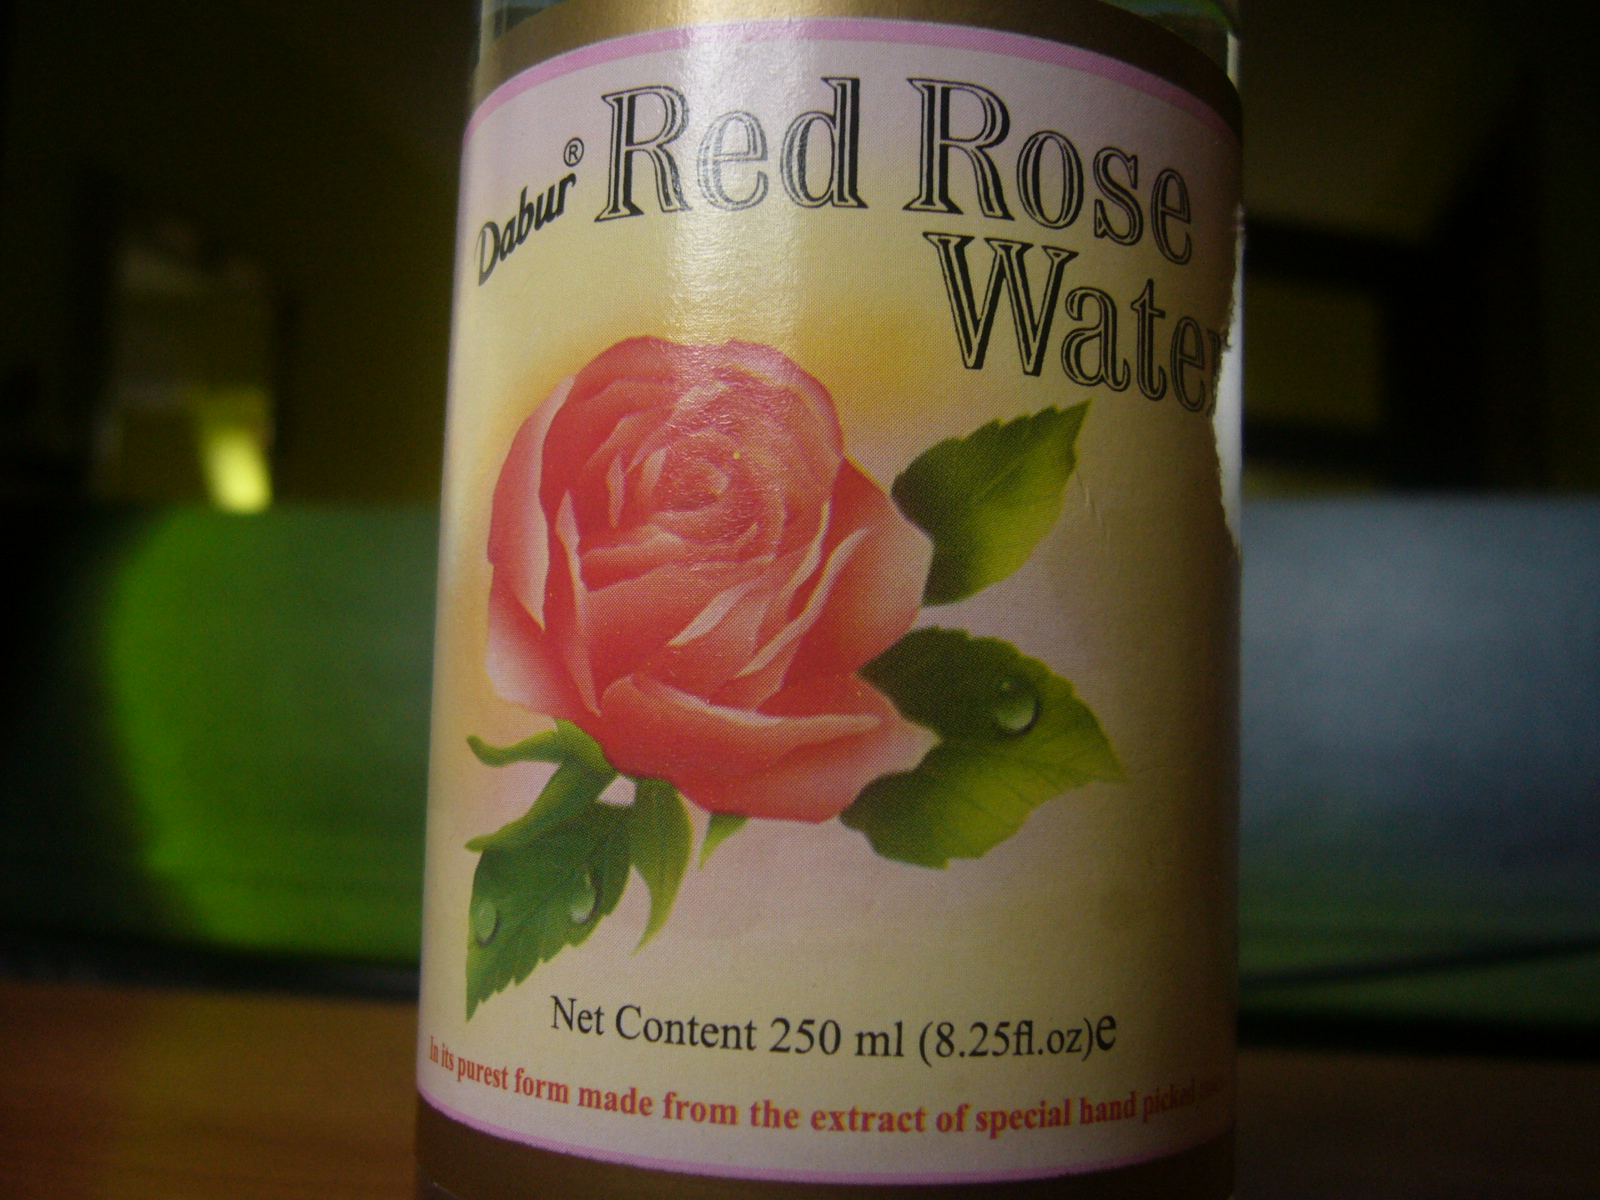 Dabur® Red Rose
Water
Net Content 250 ml (8.25fl.oz)e
In its purest form made from the extract of special hand picked